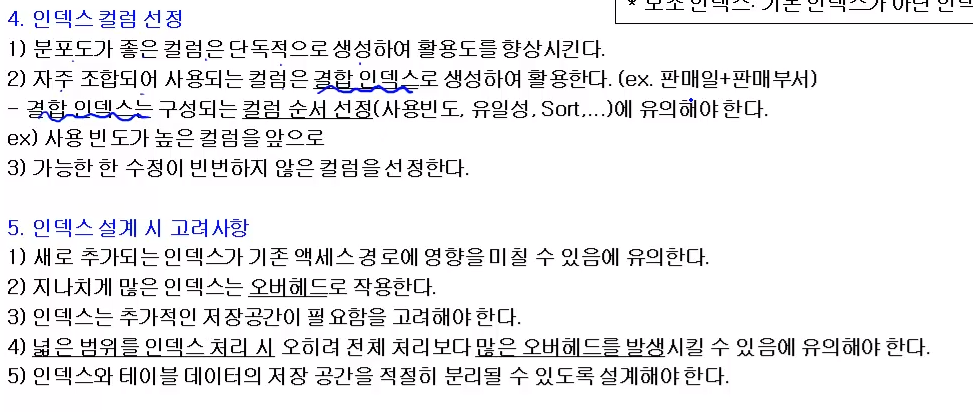 * 보조 인덱스: 기본 인덱스가 아닌 인덱
4. 인덱스 컬럼 선정
1) 분포도가 좋은 컬럼은 단독적으로 생성하여 활용도를 향상시킨다.
2) 자주 조합되어 사용되는 컬럼은 결합 인덱스로 생성하여 활용한다. (ex. 판매일+판매부서)
- 결합 인덱스는 구성되는 컬럼 순서 선정(사용빈도, 유일성, Sort,...)에 유의해야 한다.
ex) 사용 빈도가 높은 컬럼을 앞으로
3) 가능한 한 수정이 빈번하지 않은 컬럼을 선정한다.
5. 인덱스 설계 시 고려사항
1) 새로 추가되는 인덱스가 기존 액세스 경로에 영향을 미칠 수 있음에 유의한다.
2) 지나치게 많은 인덱스는 오버헤드로 작용한다.
3) 인덱스는 추가적인 저장공간이 필요함을 고려해야 한다.
4) 넓은 범위를 인덱스 처리 시 오히려 전체 처리보다 많은 오버헤드를 발생시킬 수 있음에 유의해야 한다.
5) 인덱스와 테이블 데이터의 저장 공간을 적절히 분리될 수 있도록 설계해야 한다.